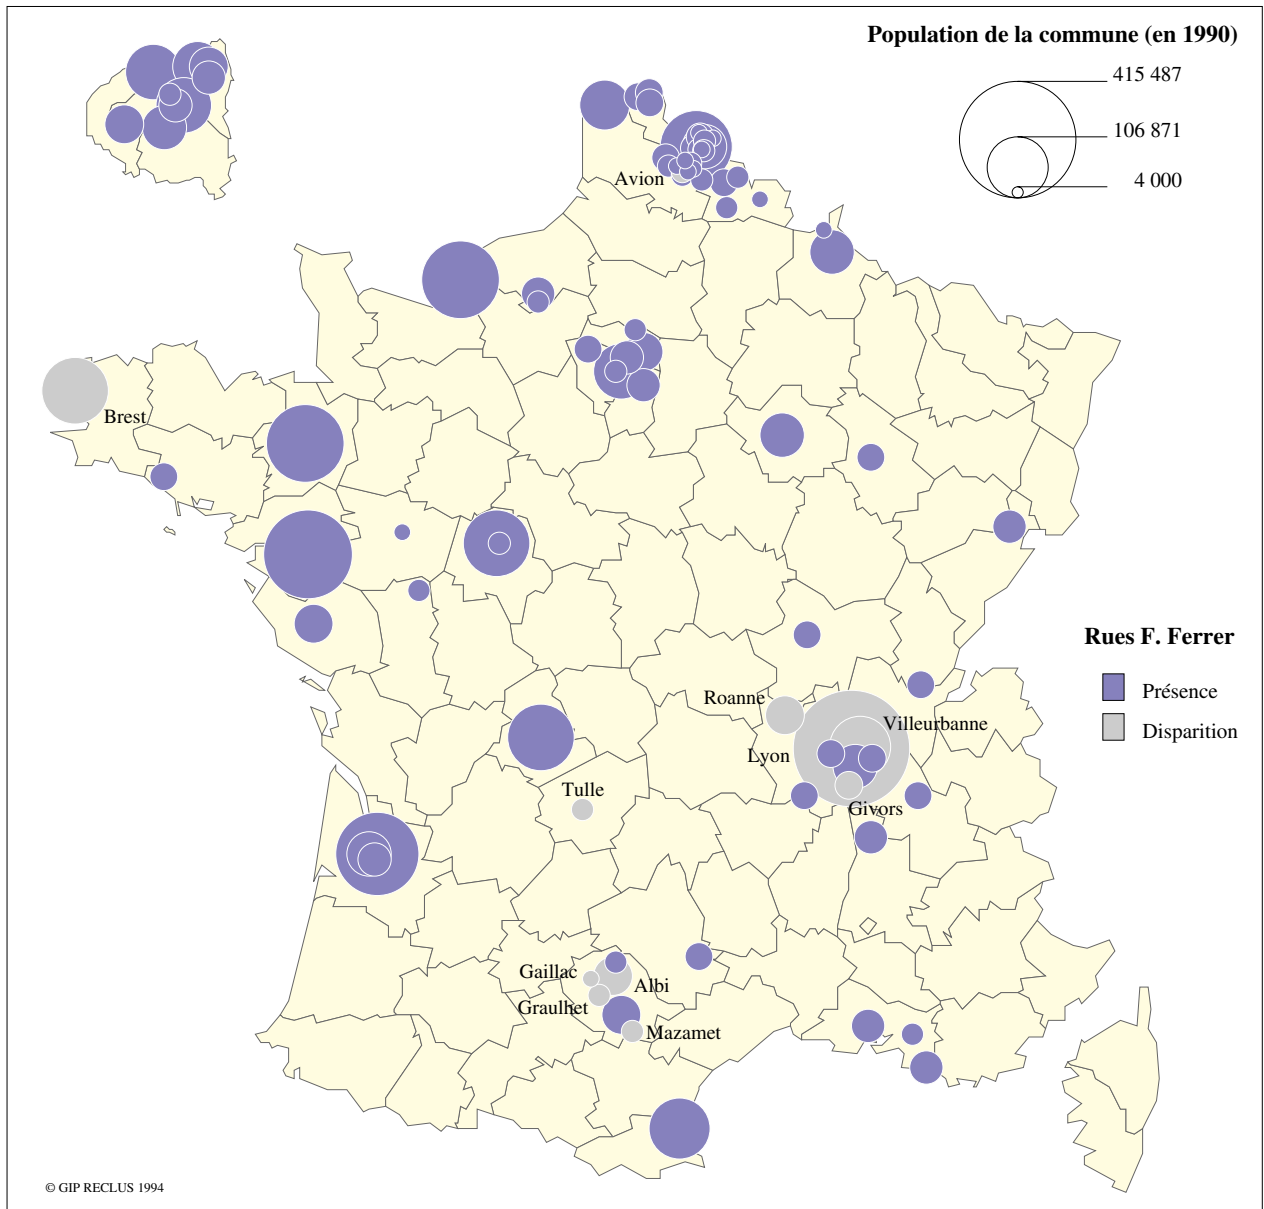 Population de la commune (en 1990)
415 487
106 871
4 000
Avion
Brest
Rues F. Ferrer
Présence
Disparition
Roanne
Villeurbanne
Lyon
Tulle
Givors
Gaillac
Albi
Graulhet
Mazamet
© GIP RECLUS 1994